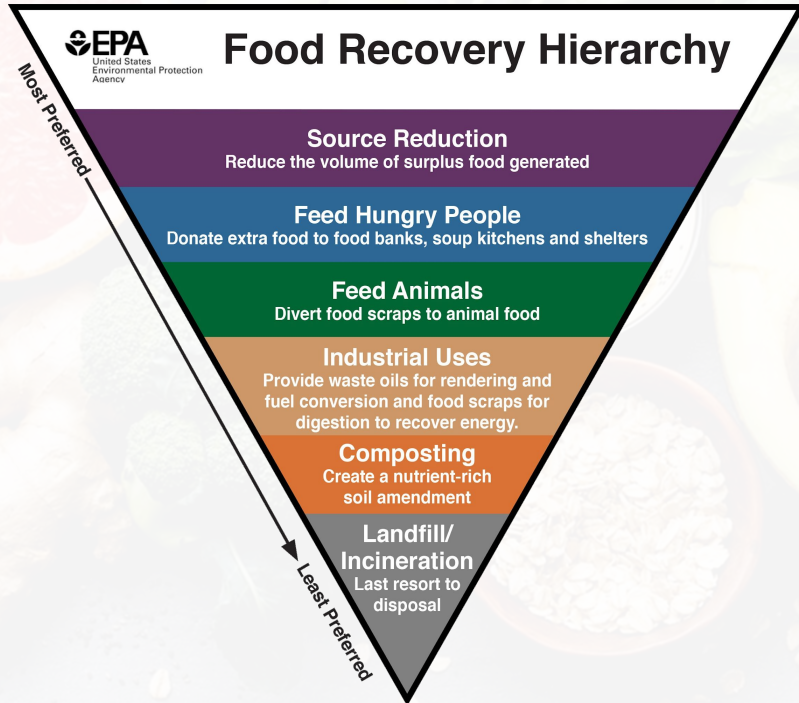 EPA
United States
Environmental Protection
Agency
Food Recovery Hierarchy
Most Preferred
Source Reduction
Reduce the volume of surplus food generated
Feed Hungry People
Donate extra food to food banks, soup kitchens and shelters
Feed Animals
Divert food scraps to animal food
Industrial Uses
Provide waste oils for rendering and
fuel conversion and food scraps for
digestion to recover energy.
Composting
Create a nutrient-rich
soil amendment
Landfill/
Incineration
Last resort to
disposal
Least Preferred